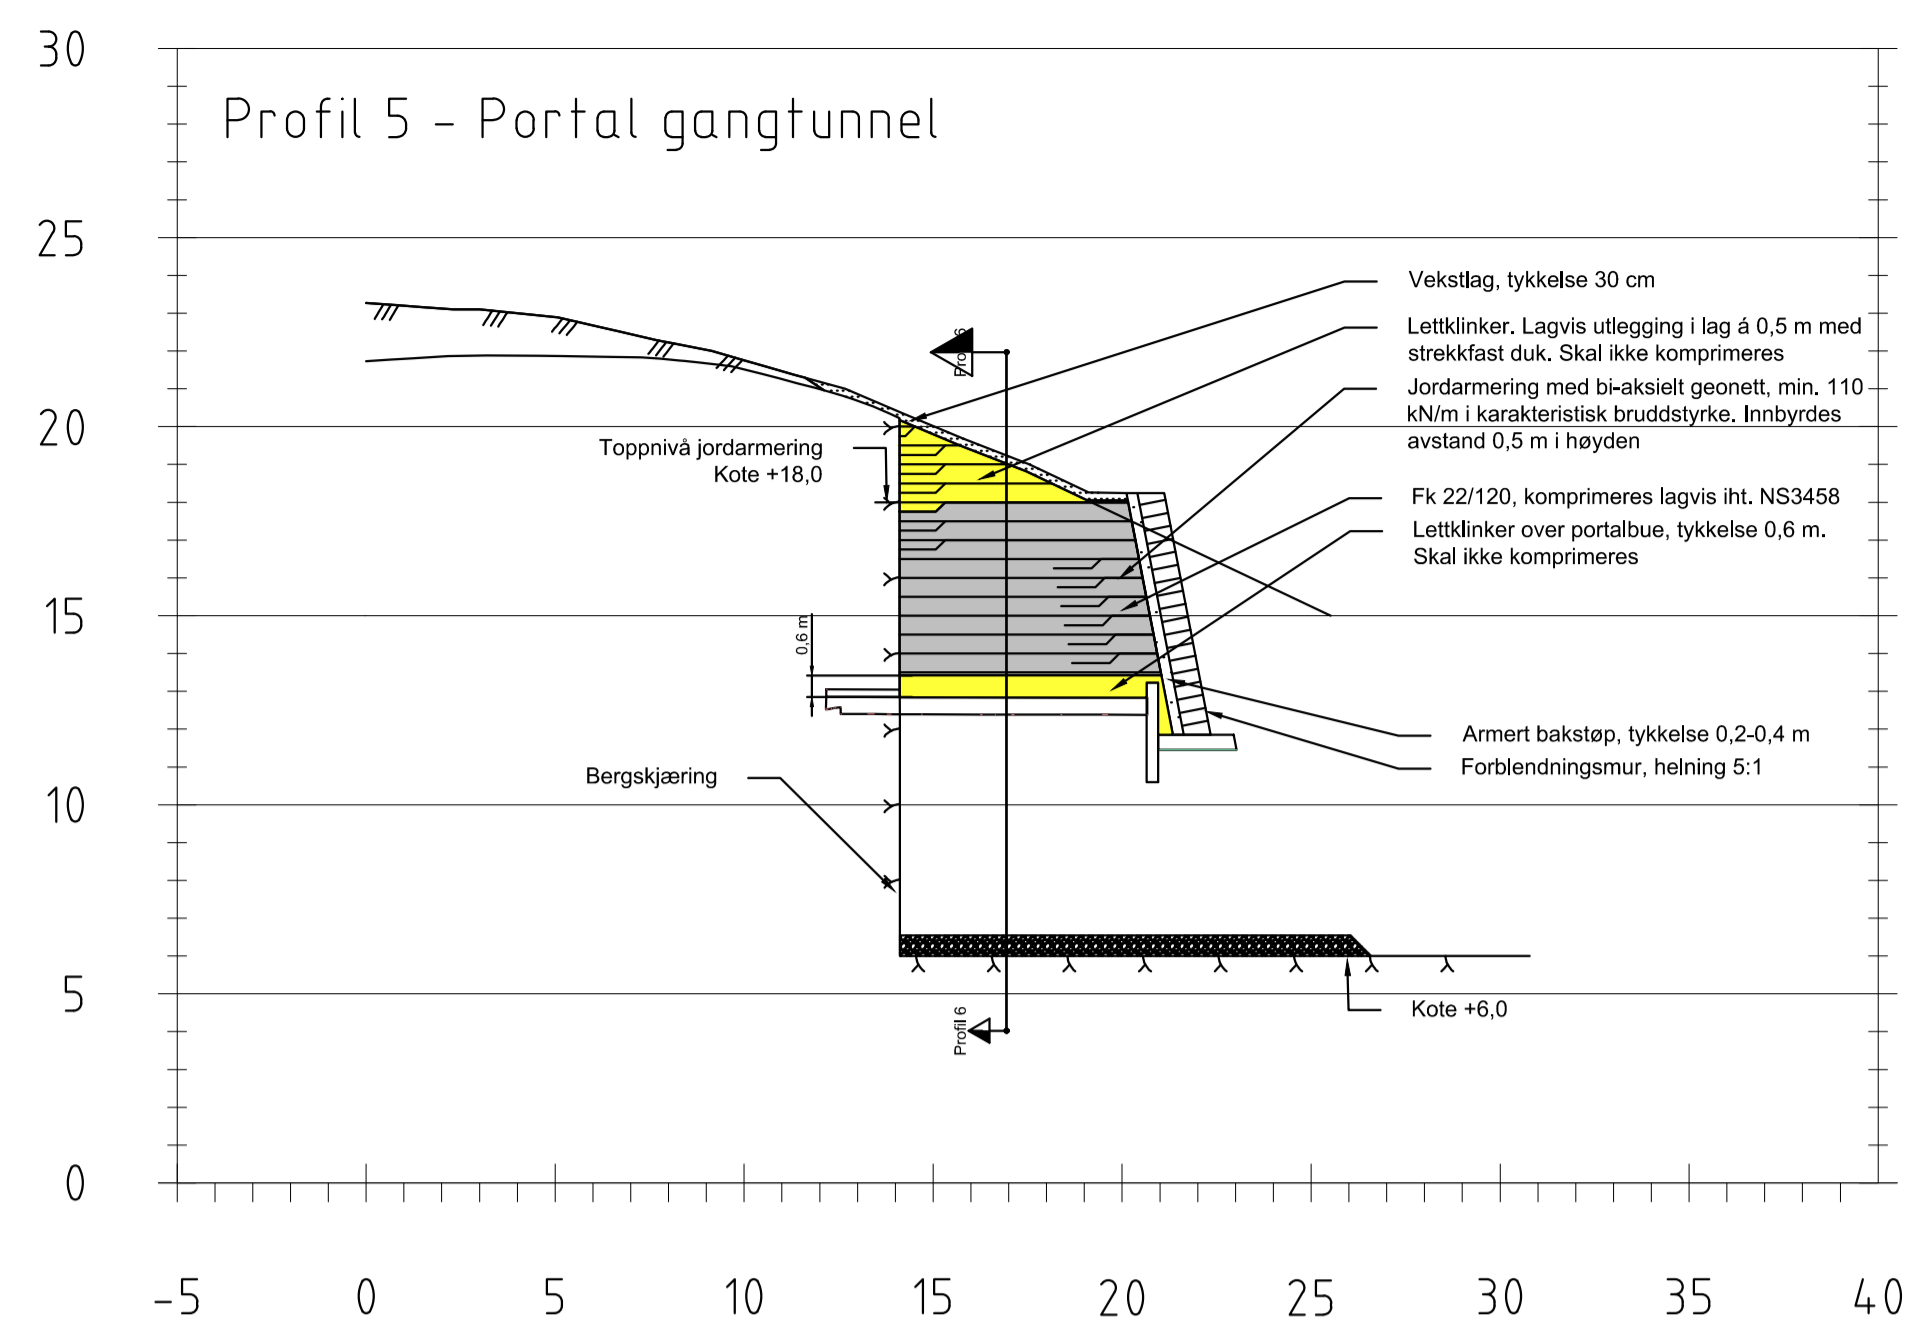 Profil 5 - Portal gangtunnel
30
25
20
15
10
5
0
Vekstlag, tykkelse 30 cm
Lettklinker. Lagvis utlegging i lag á 0,5 m med
strekkfast duk. Skal ikke komprimeres
Jordarmering med bi-aksielt geonett, min. 110
kN/m i karakteristisk bruddstyrke. Innbyrdes
avstand 0,5 m i høyden
Toppnivå jordarmering
Kote +18,0
Fk 22/120, komprimeres lagvis iht. NS3458
Lettklinker over portalbue, tykkelse 0,6 m.
Skal ikke komprimeres
0,6 m
Armert bakstøp, tykkelse 0,2-0,4 m
Forblendningsmur, helning 5:1
Bergskjæring
Kote +6,0
Profil 6
-5 0 5 10 15 20 25 30 35 40